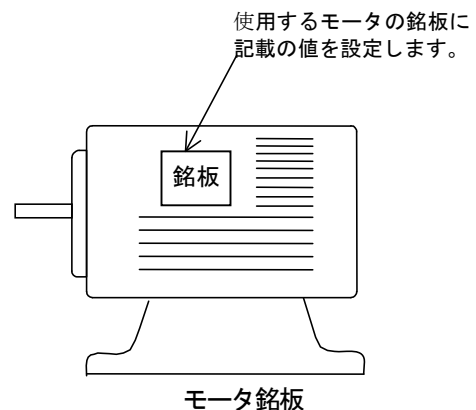 使用するモータの銘板に
記載の値を設定します。
銘板
モータ銘板